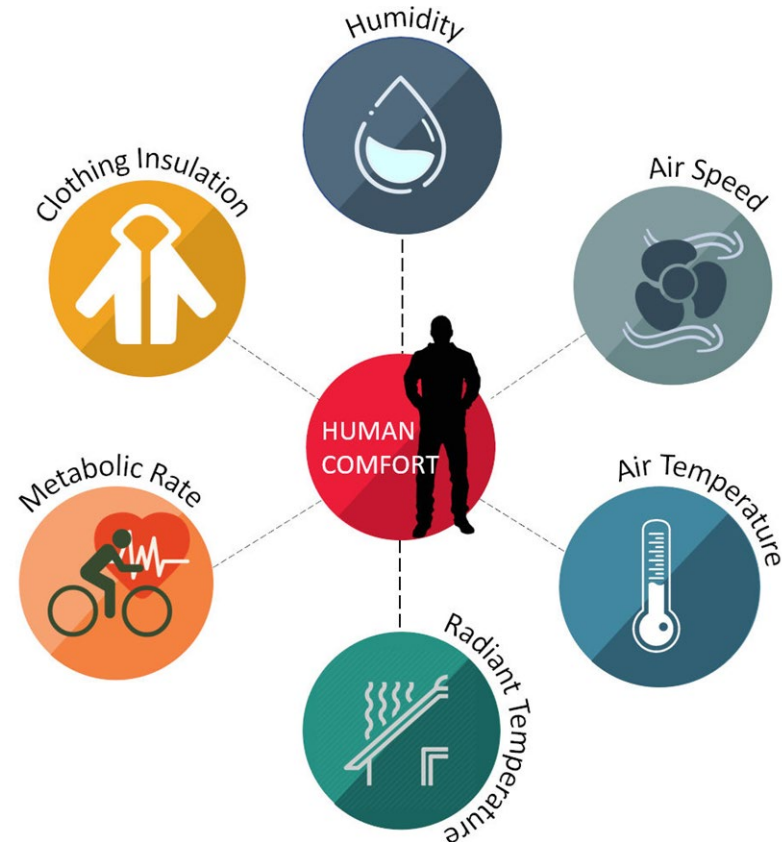 Humidity
Clothing Insulation
Air Speed
HUMAN
COMFORT
Metabolic Rate
Air Temperature
Radiant Temperature